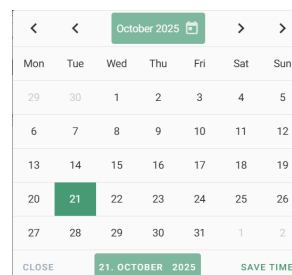 October 2025
Mon Tue Wed Thu Fri Sat Sun
29 30 1 2 3 4 5
6 7 8 9 10 11 12
13 14 15 16 17 18 19
20 21 22 23 24 25 26
27 28 29 30 31 1 2
CLOSE 21. OCTOBER 2025 SAVE TIME